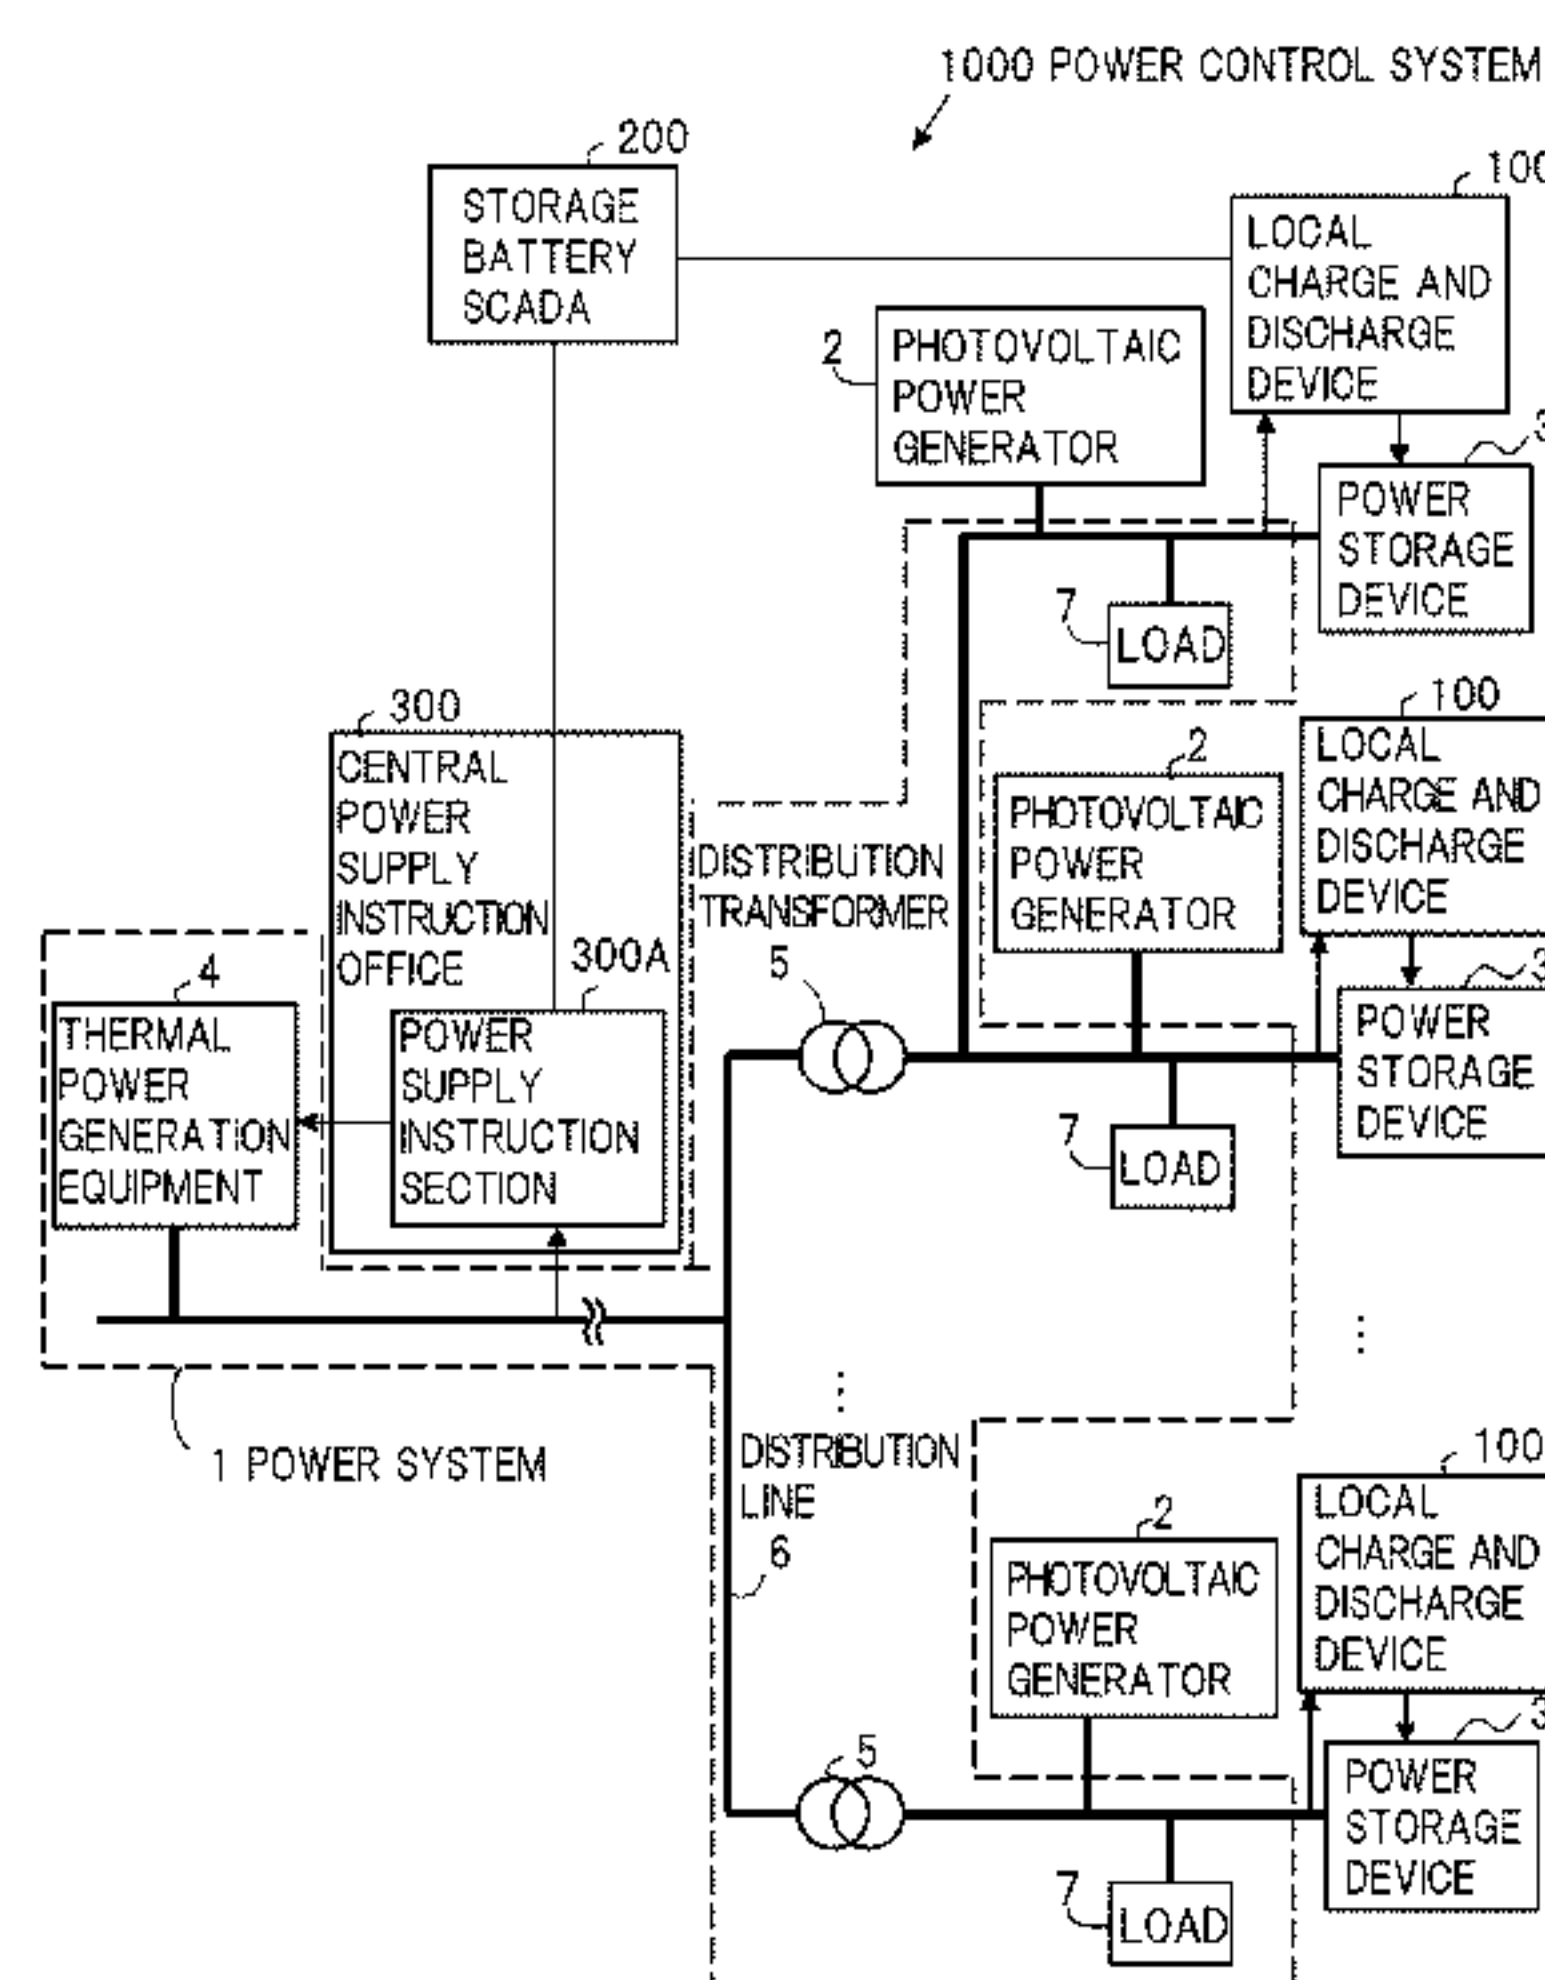 1000 POWER CONTROL SYSTEM
200
STORAGE
BATTERY
SCADA
100
LOCAL
CHARGE AND
DISCHARGE
DEVICE
2
PHOTOVOLTAIC
POWER
GENERATOR
3
POWER
STORAGE
DEVICE
7
LOAD
300
CENTRAL
POWER
SUPPLY
INSTRUCTION
OFFICE
300A
POWER
SUPPLY
INSTRUCTION
SECTION
4
THERMAL
POWER
GENERATION
EQUIPMENT
DISTRIBUTION
TRANSFORMER
5
2
PHOTOVOLTAIC
POWER
GENERATOR
100
LOCAL
CHARGE AND
DISCHARGE
DEVICE
3
POWER
STORAGE
DEVICE
7
LOAD
1 POWER SYSTEM
DISTRIBUTION
LINE
6
2
PHOTOVOLTAIC
POWER
GENERATOR
100
LOCAL
CHARGE AND
DISCHARGE
DEVICE
3
POWER
STORAGE
DEVICE
5
7
LOAD